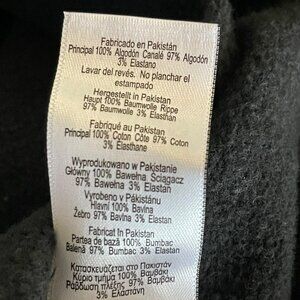 Fabricado en Pakistán
Principal 100% Algodón Canalé 97% Algodón
3% Elastano
Lavar del revés. No planchar el
estampado
Hergestellt in Pakistan
Haupt 100% Baumwolle Rippe
97% Baumwolle 3% Elasthan
Fabriqué au Pakistan
Principal 100% Coton Côte 97% Coton
3% Elasthane
Wyprodukowano w Pakistanie
Główny 100% Bawełna Ściągacz
97% Bawełna 3% Elastan
Vyrobeno v Pákistánu
Hlavní 100% Bavlna
Žebro 97% Bavlna 3% Elastan
Fabricat în Pakistan
Partea de bază 100% Bumbac
Balenă 97% Bumbac 3% Elastan
Κατασκευάζεται στο Πακιστάν
Κύριο τμήμα 100% Βαμβάκι
Ράβδωση πλέξης 97% Βαμβάκι
3% Ελαστάνη